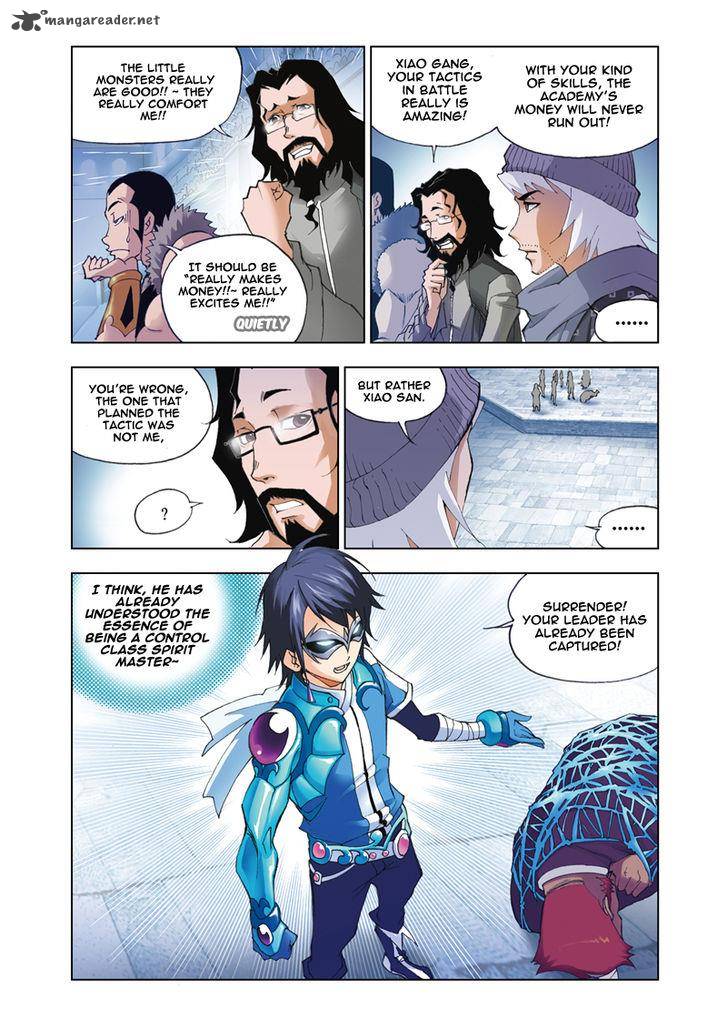 mangareader.net
THE LITTLE
MONSTERS REALLY
ARE GOOD!! ~ THEY
REALLY COMFORT
ME!!
IT SHOULD BE
"REALLY MAKES
MONEY!!~ REALLY
EXCITES ME!!"
QUIETLY
XIAO GANG,
YOUR TACTICS
IN BATTLE
REALLY IS
AMAZING!
WITH YOUR KIND
OF SKILLS, THE
ACADEMY'S
MONEY WILL NEVER
RUN OUT!
......
YOU'RE WRONG,
THE ONE THAT
PLANNED THE
TACTIC WAS
NOT ME,
?
BUT RATHER
XIAO SAN.
......
I THINK, HE HAS
ALREADY
UNDERSTOOD THE
ESSENCE OF
BEING A CONTROL
CLASS SPIRIT
MASTER~
SURRENDER!
YOUR LEADER HAS
ALREADY BEEN
CAPTURED!